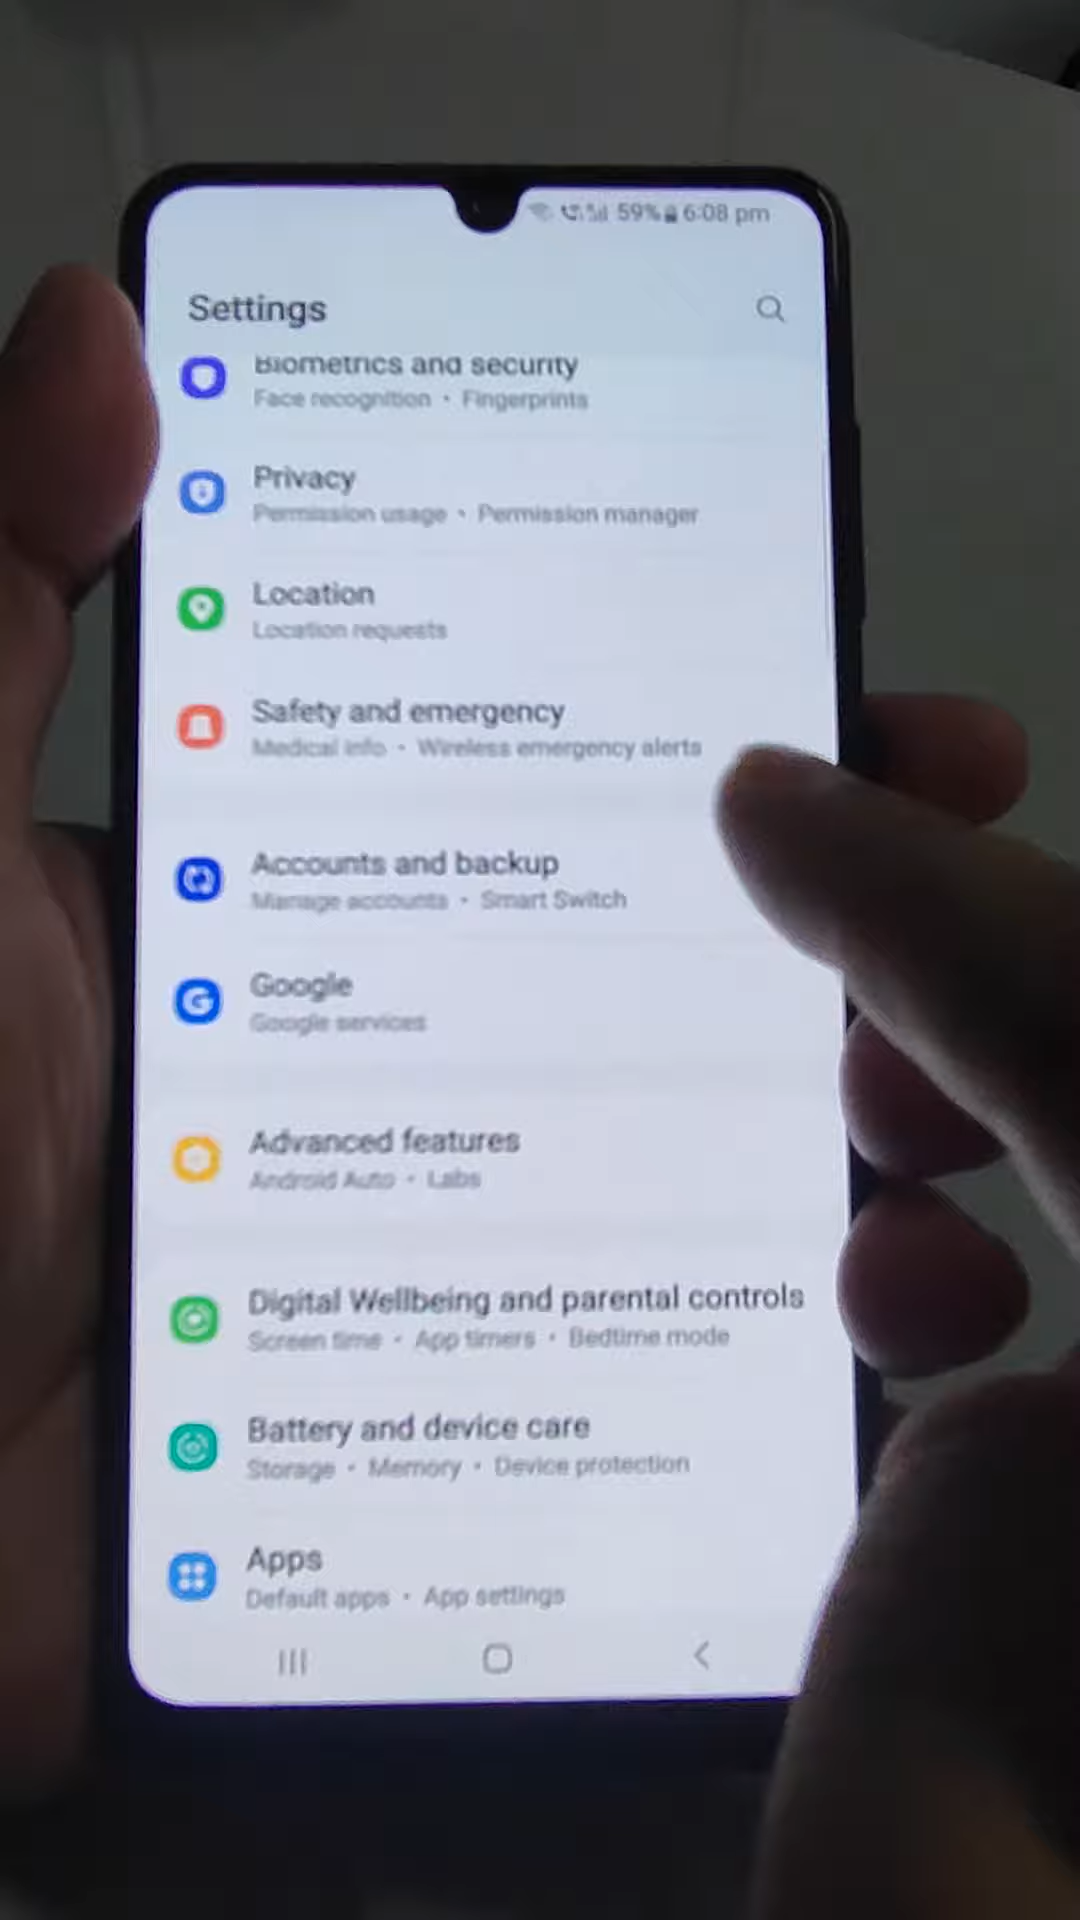 59% 6:08 pm
Settings
Biometrics and security
Face recognition • Fingerprints
Privacy
Permission usage • Permission manager
Location
Location requests
Safety and emergency
Medical info • Wireless emergency alerts
Accounts and backup
Manage accounts • Smart Switch
Google
Google services
Advanced features
Android Auto • Labs
Digital Wellbeing and parental controls
Screen time • App timers • Bedtime mode
Battery and device care
Storage • Memory • Device protection
Apps
Default apps • App settings